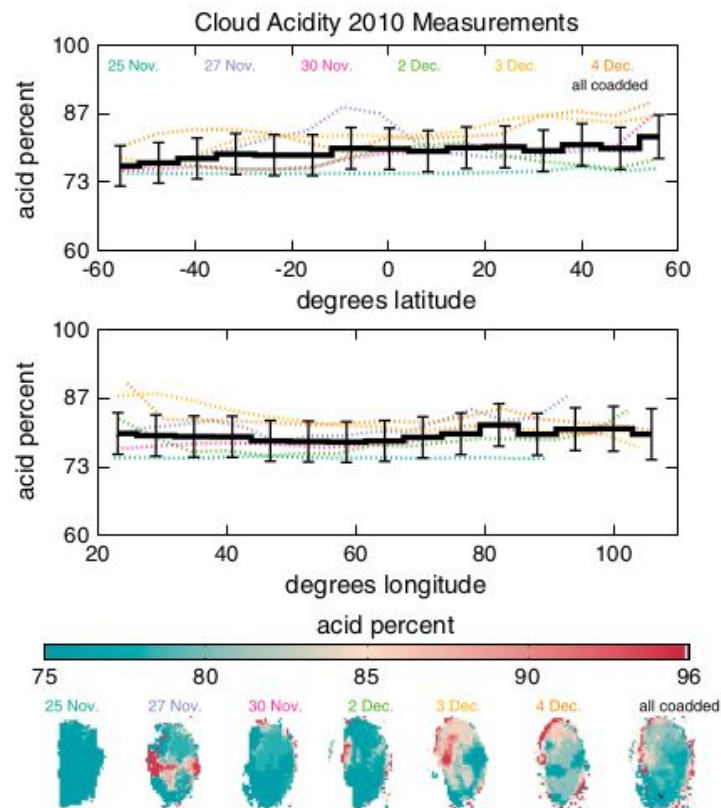 Cloud Acidity 2010 Measurements
100
87
73
60
acid percent
25 Nov. 27 Nov. 30 Nov. 2 Dec. 3 Dec. 4 Dec.
all coadded
-60 -40 -20 0 20 40 60
degrees latitude
100
87
73
60
acid percent
20 40 60 80 100
degrees longitude
acid percent
75 80 85 90 96
25 Nov. 27 Nov. 30 Nov. 2 Dec. 3 Dec. 4 Dec. all coadded